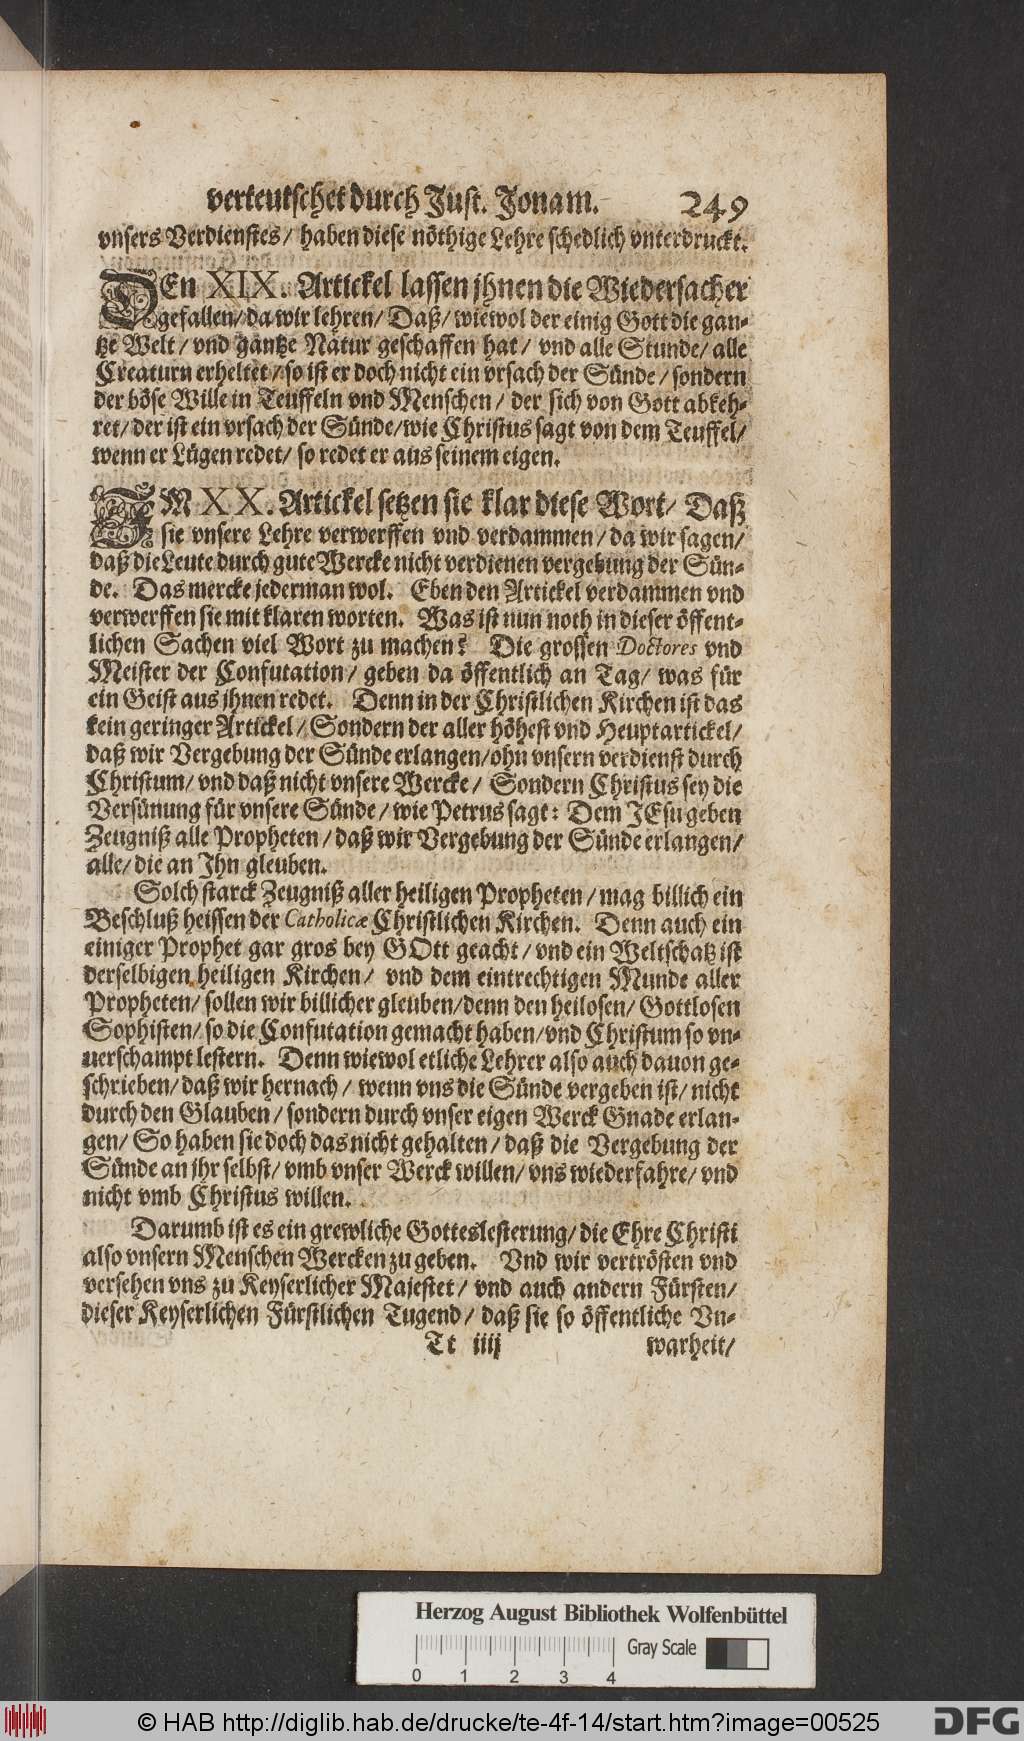 verteutschet durch Just. Jonam. 249
vnsers Verdienstes/ haben diese nöthige Lehre schedlich vnterdruckt.
DEn XIX. Artickel lassen jhnen die Wiedersacher
gefallen/ da wir lehren/ Daß/ wiewol der einig Gott die gan-
tze Welt/ vnd gantze Natur geschaffen hat/ vnd alle Stunde/ alle
Creaturn erheltet/ so ist er doch nicht ein vrsach der Sünde/ sondern
der böse Wille in Teuffeln vnd Menschen/ der sich von Gott abkeh-
ret/ der ist ein vrsach der Sünde/ wie Christus sagt von dem Teuffel/
wenn er Lügen redet/ so redet er aus seinem eigen.
IM XX. Artickel setzen sie klar diese Wort/ Daß
sie vnsere Lehre verwerffen vnd verdammen/ da wir sagen/
daß die Leute durch gute Wercke nicht verdienen vergebung der Sün-
de. Das mercke jederman wol. Eben den Artickel verdammen vnd
verwerffen sie mit klaren worten. Was ist nun noth in dieser öffent-
lichen Sachen viel Wort zu machen? Die grossen Doctores vnd
Meister der Confutation/ geben da öffentlich an Tag/ was für
ein Geist aus jhnen redet. Denn in der Christlichen Kirchen ist das
kein geringer Artickel/ Sondern der aller höhest vnd Heuptartickel/
daß wir Vergebung der Sünde erlangen/ ohn vnsern verdienst durch
Christum/ vnd daß nicht vnsere Wercke/ Sondern Christus sey die
Versünung für vnsere Sünde/ wie Petrus sagt: Dem JEsu geben
Zeugniß alle Propheten/ daß wir Vergebung der Sünde erlangen/
alle/ die an Jhn gleuben.
Solch starck Zeugniß aller heiligen Propheten/ mag billich ein
Beschluß heissen der Catholicæ Christlichen Kirchen. Denn auch ein
einiger Prophet gar gros bey GOtt geacht/ vnd ein Weltschatz ist
derselbigen heiligen Kirchen/ vnd dem eintrechtigen Munde aller
Propheten/ sollen wir billicher gleuben/ denn den heilosen/ Gottlosen
Sophisten/ so die Confutation gemacht haben/ vnd Christum so vn-
uerschampt lestern. Denn wiewol etliche Lehrer also auch dauon ge-
schrieben/ daß wir hernach/ wenn vns die Sünde vergeben ist/ nicht
durch den Glauben/ sondern durch vnser eigen Werck Gnade erlan-
gen/ So haben sie doch das nicht gehalten/ daß die Vergebung der
Sünde an jhr selbst/ vmb vnser Werck willen/ vns wiederfahre/ vnd
nicht vmb Christus willen.
Darumb ist es ein grewliche Gotteslesterung/ die Ehre Christi
also vnsern Menschen Wercken zu geben. Vnd wir vertrösten vnd
versehen vns zu Keyserlicher Majestet/ vnd auch andern Fürsten/
dieser Keyserlichen Fürstlichen Tugend/ daß sie so öffentliche Vn-
Tt iiij warheit/
Herzog August Bibliothek Wolfenbüttel
Gray Scale
0 1 2 3 4
© HAB http://diglib.hab.de/drucke/te-4f-14/start.htm?image=00525
DFG